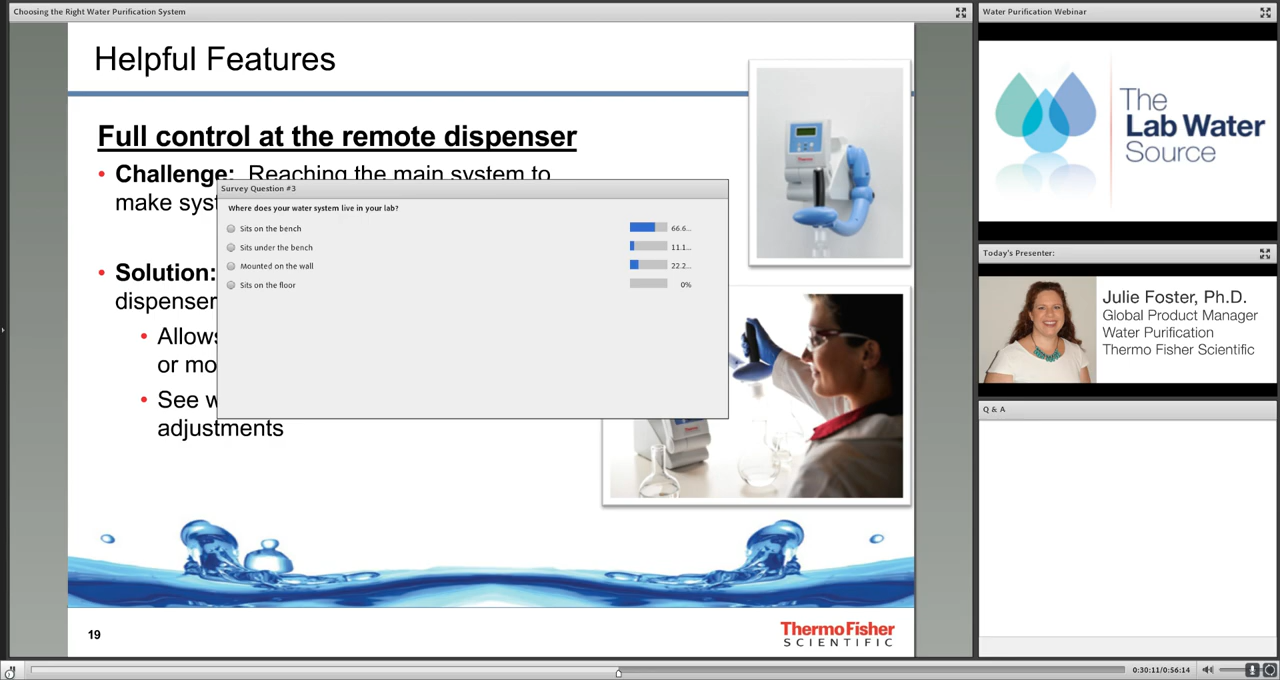 Choosing the Right Water Purification System
Helpful Features
Full control at the remote dispenser
• Challenge: Reaching the main system to
make syst
• Solution:
dispenser
• Allows
or mo
• See w
adjustments
Survey Question #3
Where does your water system live in your lab?
Sits on the bench 66.6...
Sits under the bench 11.1...
Mounted on the wall 22.2...
Sits on the floor 0%
19
ThermoFisher
SCIENTIFIC
Water Purification Webinar
The
Lab Water
Source
Today's Presenter:
Julie Foster, Ph.D.
Global Product Manager
Water Purification
Thermo Fisher Scientific
Q & A
0:30:11/0:56:14